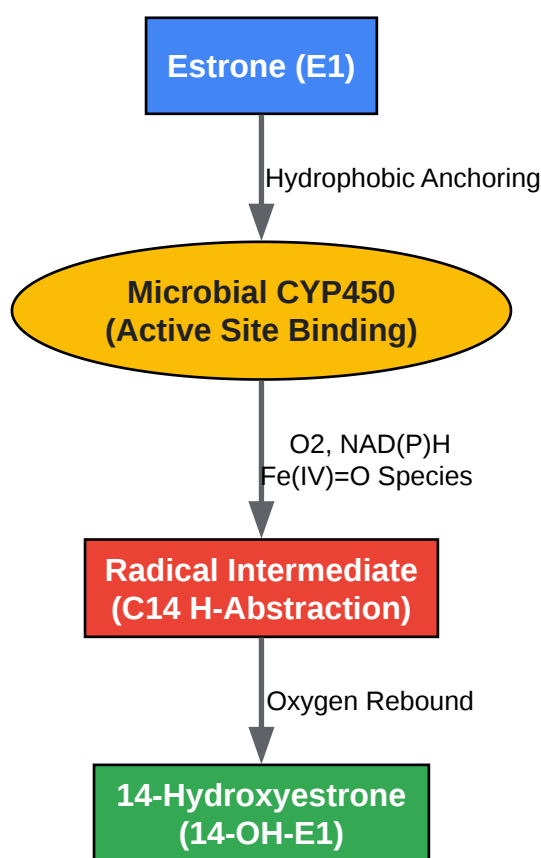 Estrone (E1)
Hydrophobic Anchoring
Microbial CYP450
(Active Site Binding)
O2, NAD(P)H
Fe(IV)=O Species
Radical Intermediate
(C14 H-Abstraction)
Oxygen Rebound
14-Hydroxyestrone
(14-OH-E1)